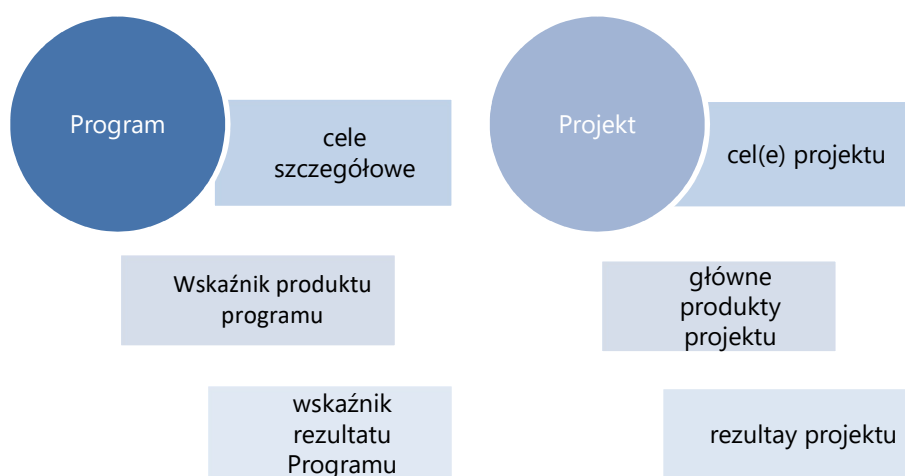 Program
cele
szczegółowe
Wskaźnik produktu
programu
wskaźnik
rezultatu
Programu
Projekt
cel(e) projektu
główne
produkty
projektu
rezultay projektu